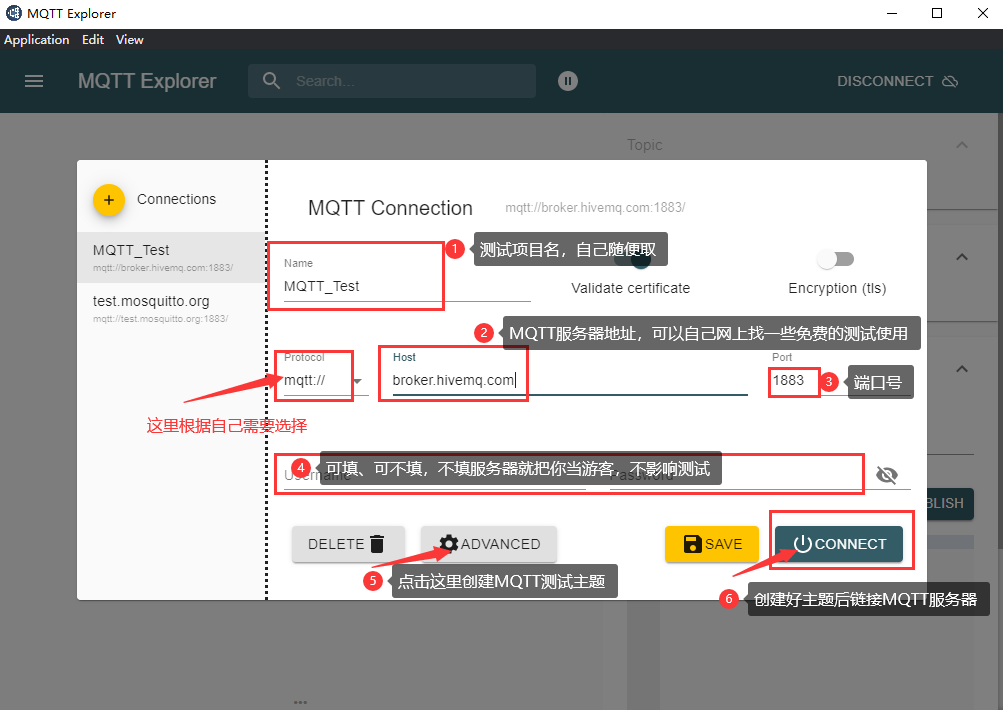 MQTT Explorer
Application Edit View
MQTT Explorer
Search...
DISCONNECT
Topic
Connections
MQTT_Test
mqtt://broker.hivemq.com:1883/
test.mosquitto.org
mqtt://test.mosquitto.org:1883/
MQTT Connection
mqtt://broker.hivemq.com:1883/
1 测试项目名，自己随便取
Name
MQTT_Test
Validate certificate
Encryption (tls)
2 MQTT服务器地址，可以自己网上找一些免费的测试使用
Protocol
mqtt://
Host
broker.hivemq.com
Port
1883
3 端口号
这里根据自己需要选择
4 可填、可不填，不填服务器就把你当游客，不影响测试
Username
Password
DELETE
ADVANCED
SAVE
CONNECT
BLISH
5 点击这里创建MQTT测试主题
6 创建好主题后链接MQTT服务器